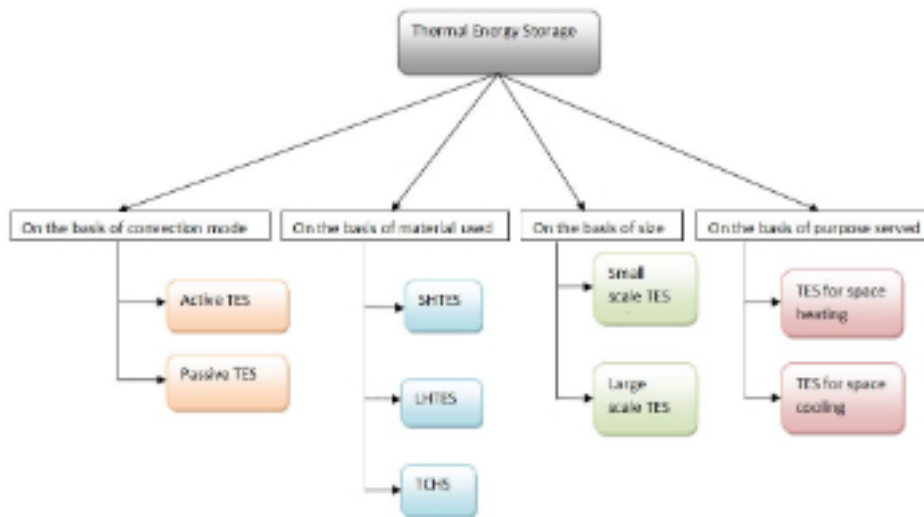 Thermal Energy Storage
On the basis of convection mode
On the basis of material used
On the basis of size
On the basis of purpose served
Active TES
Passive TES
SHTES
LHTES
TCHS
Small
scale TES
Large
scale TES
TES for space
heating
TES for space
cooling